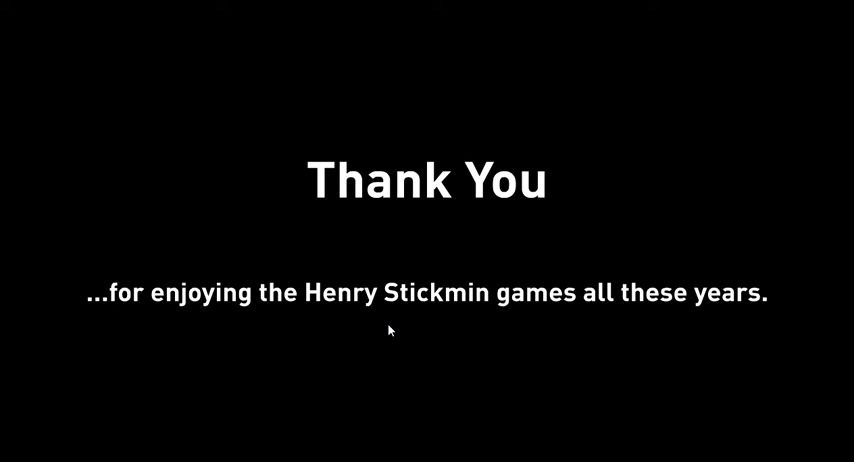 Thank You
...for enjoying the Henry Stickmin games all these years.